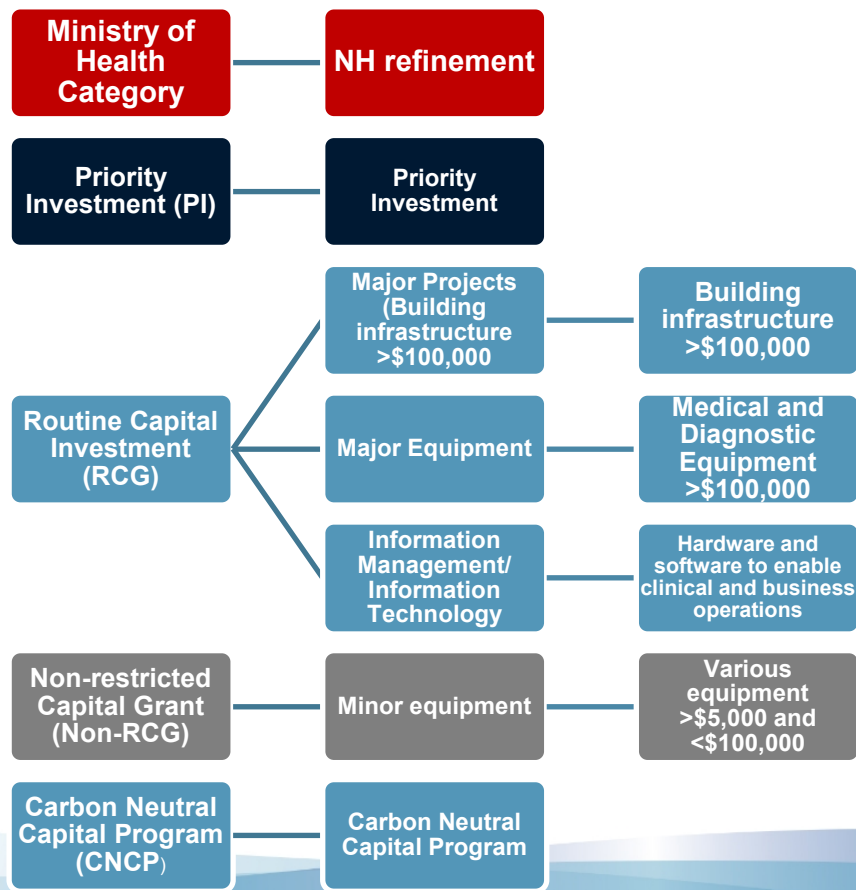 Ministry of
Health
Category
NH refinement
Priority
Investment (PI)
Priority
Investment
Routine Capital
Investment
(RCG)
Major Projects
(Building
infrastructure
>$100,000
Building
infrastructure
>$100,000
Major Equipment
Medical and
Diagnostic
Equipment
>$100,000
Information
Management/
Information
Technology
Hardware and
software to enable
clinical and business
operations
Non-restricted
Capital Grant
(Non-RCG)
Minor equipment
Various
equipment
>$5,000 and
<$100,000
Carbon Neutral
Capital Program
(CNCP)
Carbon Neutral
Capital Program